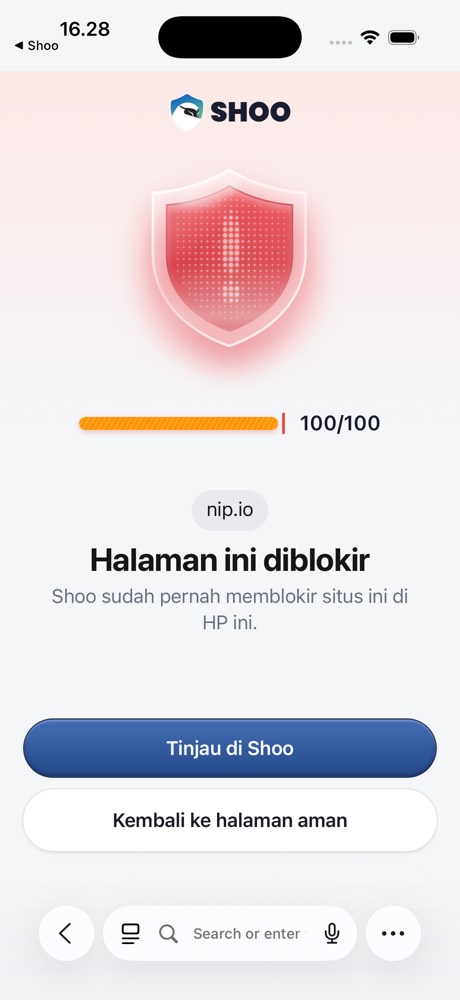 16.28
◀ Shoo
SHOO
100/100
nip.io
Halaman ini diblokir
Shoo sudah pernah memblokir situs ini di
HP ini.
Tinjau di Shoo
Kembali ke halaman aman
Search or enter